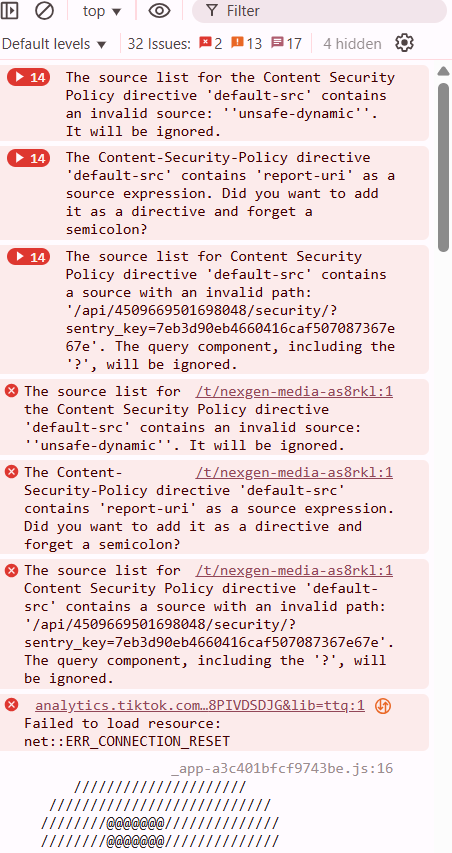 top ▼ Filter
Default levels ▼ 32 Issues: 2 13 17 4 hidden
14 The source list for the Content Security
Policy directive 'default-src' contains
an invalid source: ''unsafe-dynamic''.
It will be ignored.
14 The Content-Security-Policy directive
'default-src' contains 'report-uri' as a
source expression. Did you want to add
it as a directive and forget a
semicolon?
14 The source list for Content Security
Policy directive 'default-src' contains
a source with an invalid path:
'/api/4509669501698048/security/?
sentry_key=7eb3d90eb4660416caf507087367e
67e'. The query component, including the
'?', will be ignored.
The source list for /t/nexgen-media-as8rkl:1
the Content Security Policy directive
'default-src' contains an invalid source:
''unsafe-dynamic''. It will be ignored.
The Content- /t/nexgen-media-as8rkl:1
Security-Policy directive 'default-src'
contains 'report-uri' as a source expression.
Did you want to add it as a directive and
forget a semicolon?
The source list for /t/nexgen-media-as8rkl:1
Content Security Policy directive 'default-
src' contains a source with an invalid path:
'/api/4509669501698048/security/?
sentry_key=7eb3d90eb4660416caf507087367e67e'.
The query component, including the '?', will
be ignored.
analytics.tiktok.com…8PIVDSDJG&lib=ttq:1
Failed to load resource:
net::ERR_CONNECTION_RESET
_app-a3c401bfcf9743be.js:16
/////////////////////
///////////////////////////
////////@@@@@@@//////////////
////////@@@@@@@//////////////